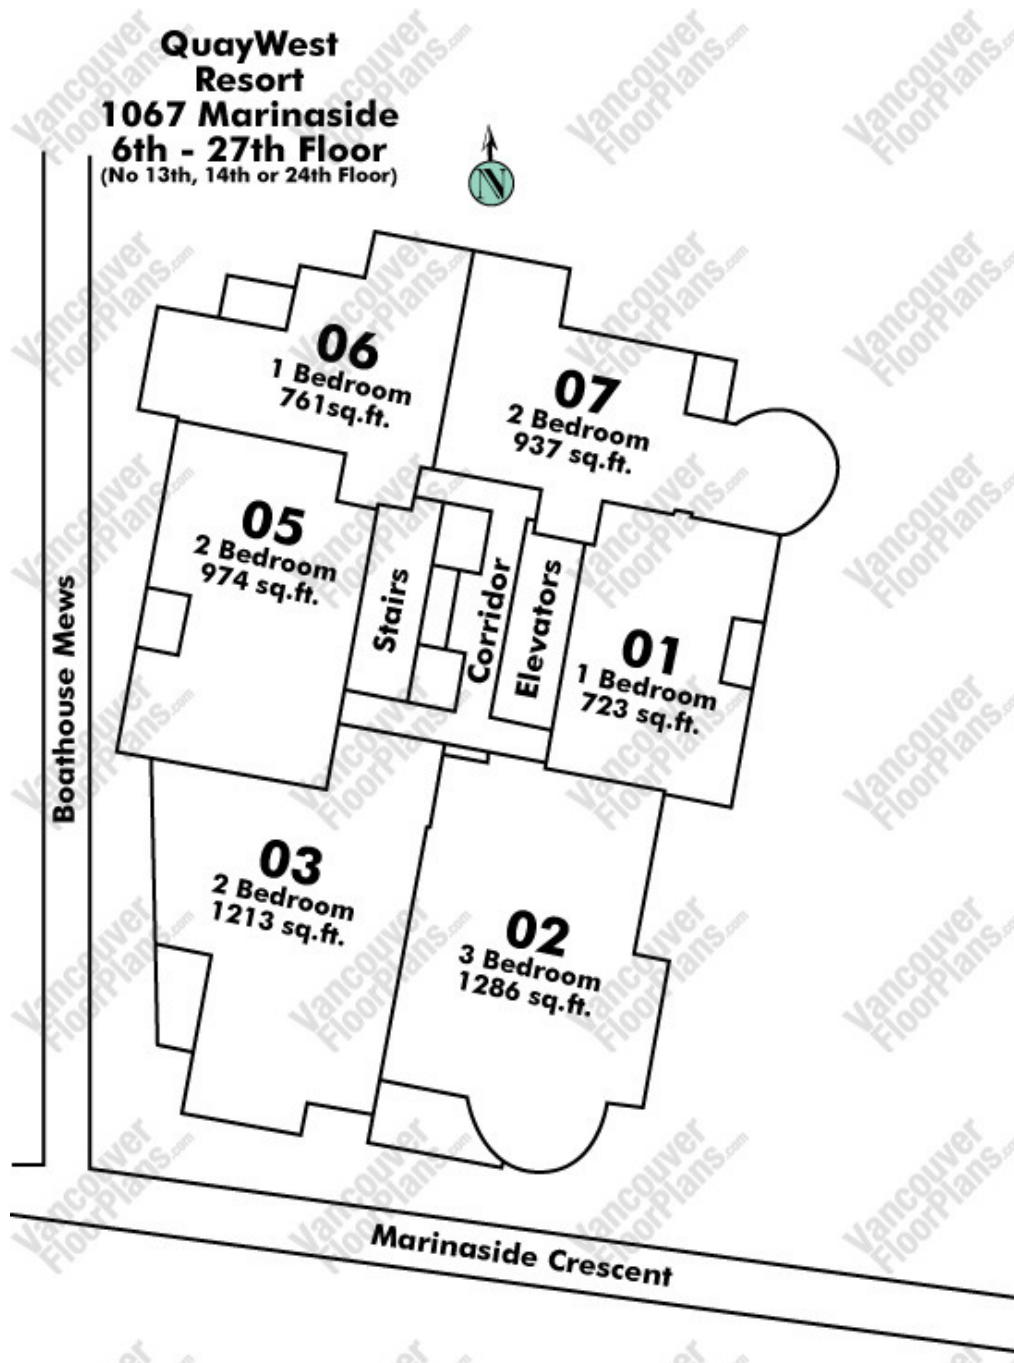 QuayWest
Resort
1067 Marinaside
6th - 27th Floor
(No 13th, 14th or 24th Floor)
N
06
1 Bedroom
761sq.ft.
07
2 Bedroom
937 sq.ft.
05
2 Bedroom
974 sq.ft.
Stairs
Corridor
Elevators
01
1 Bedroom
723 sq.ft.
Boathouse Mews
03
2 Bedroom
1213 sq.ft.
02
3 Bedroom
1286 sq.ft.
Marinaside Crescent
Vancouver
FloorPlans.com